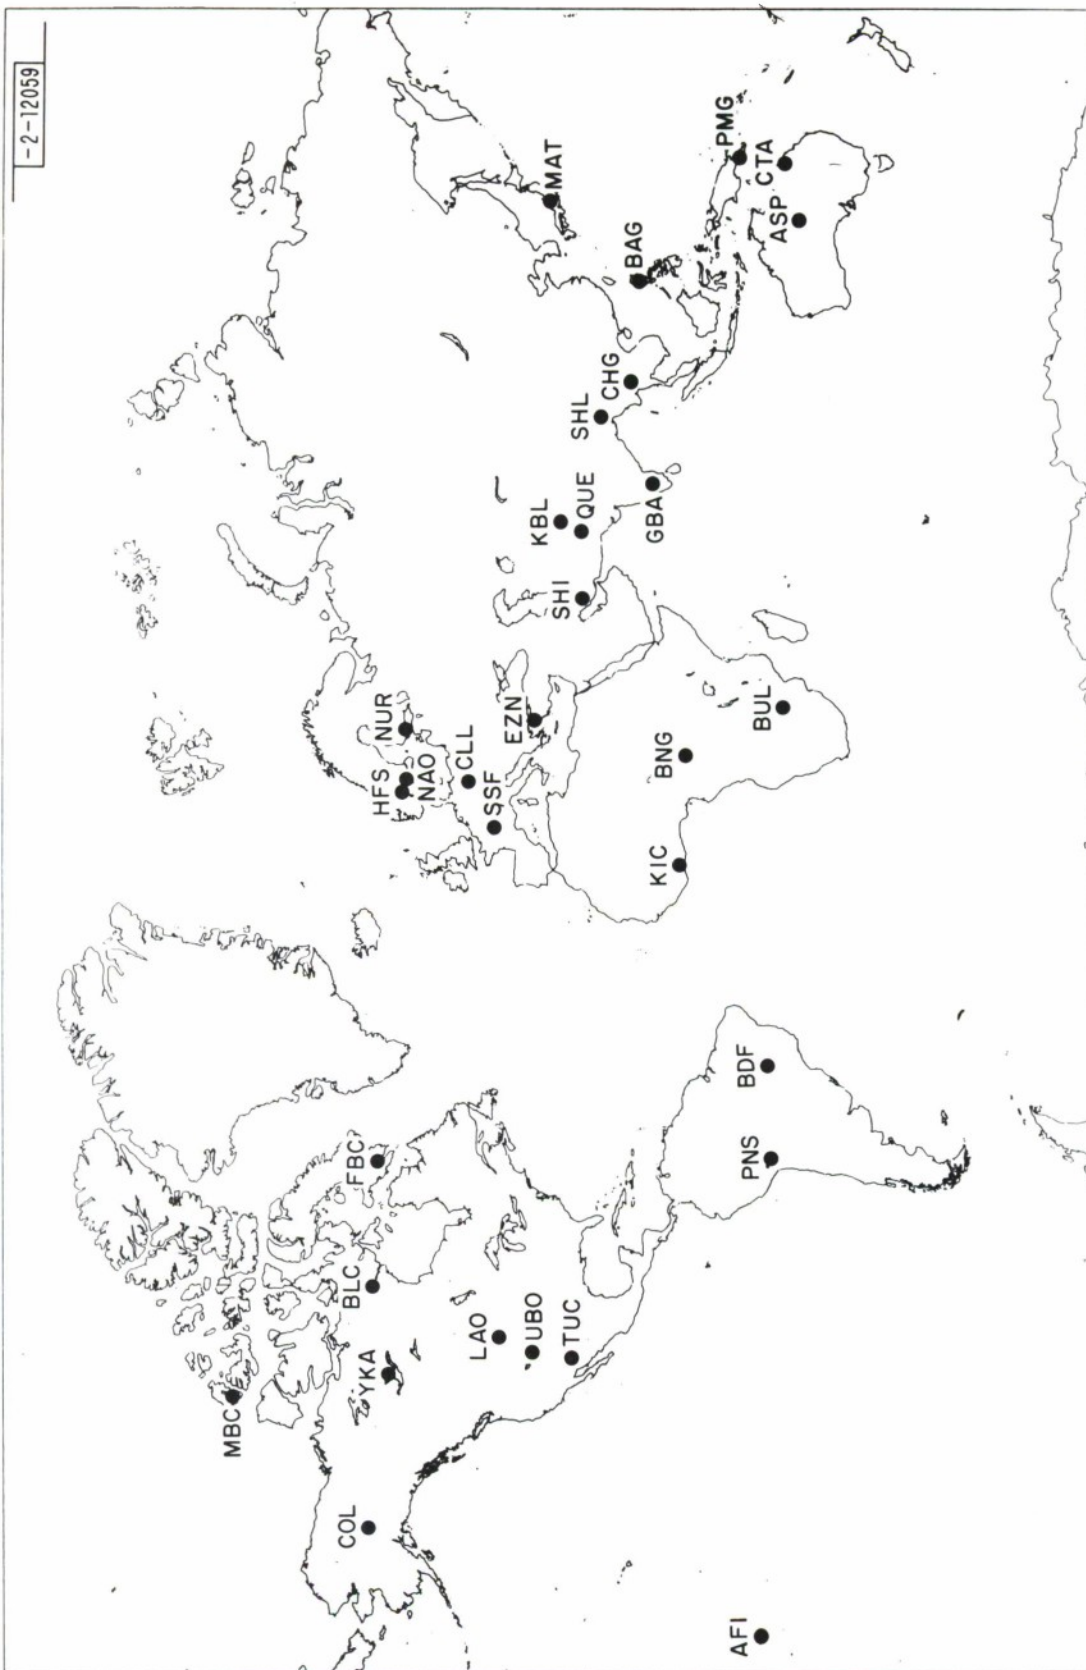 -2-12059
MBC
COL
YKA
BLC
FBC
LAO
UBO
TUC
AFI
PNS
BDF
HFS
NAO
NUR
CLL
SSF
EZN
KIC
BNG
BUL
SHI
KBL
QUE
GBA
SHL
CHG
BAG
MAT
PMG
CTA
ASP